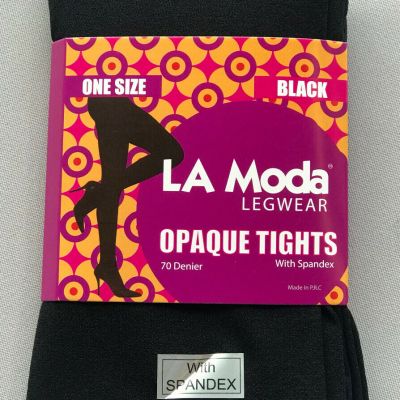 ONE SIZE
BLACK
LA Moda®
LEGWEAR
OPAQUE TIGHTS
70 Denier
With Spandex
Made In P.R.C
With
SPANDEX